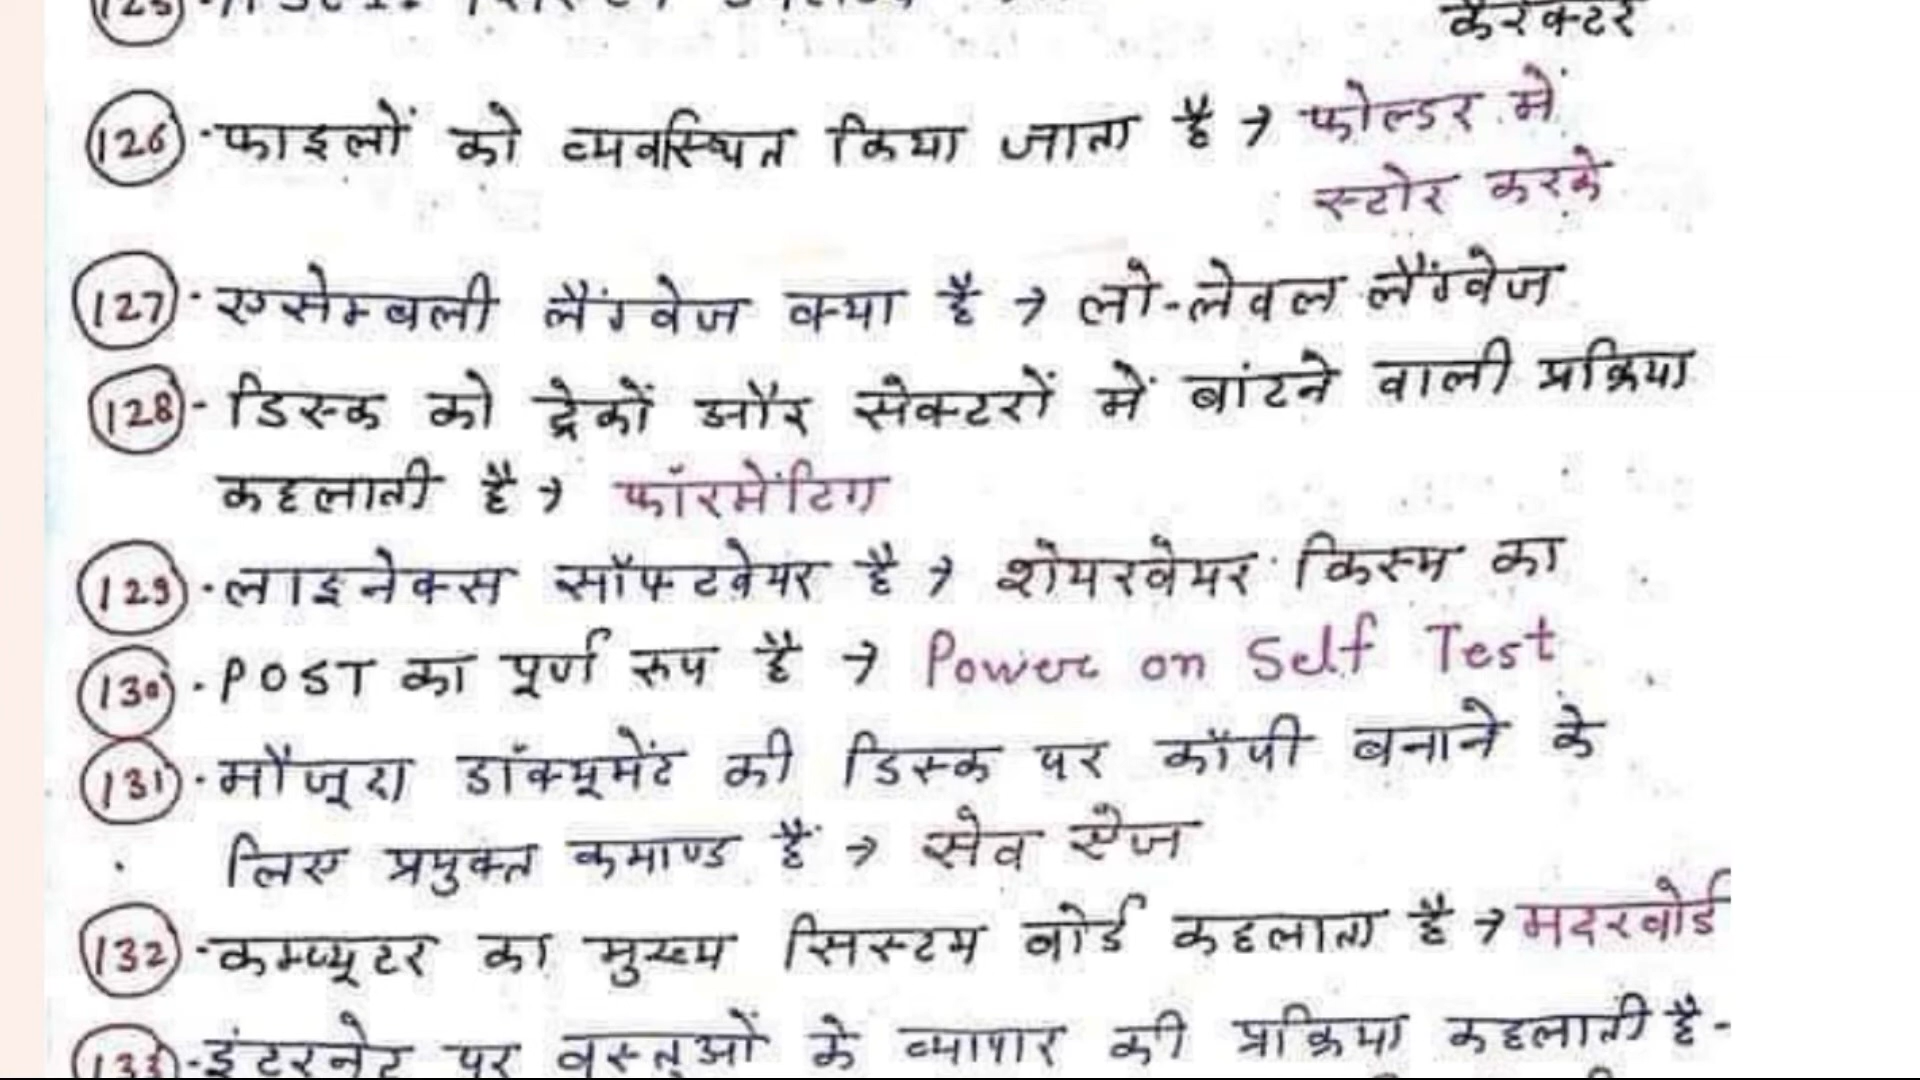 कैरेक्टर
126 · फाइलों को व्यवस्थित किया जाता है → फोल्डर में
स्टोर करके
127 · एसेम्बली लैंग्वेज क्या है → लो-लेवल लैंग्वेज
128 - डिस्क को ट्रेकों और सेक्टरों में बांटने वाली प्रक्रिया
कहलाती है → फॉरमेंटिग
129 · लाइनेक्स सॉफ्टवेयर है → शेयरवेयर किस्म का
130 · POST का पूर्ण रूप है → Power on Self Test
131 · मौजूदा डॉक्यूमेंट की डिस्क पर कॉपी बनाने के
लिए प्रयुक्त कमाण्ड हैं → सेव ऐज
132 - कम्प्यूटर का मुख्य सिस्टम बोर्ड कहलाता है → मदरबोर्ड
133 - इंटरनेट पर वस्तुओं के व्यापार की प्रक्रिया कहलाती है -